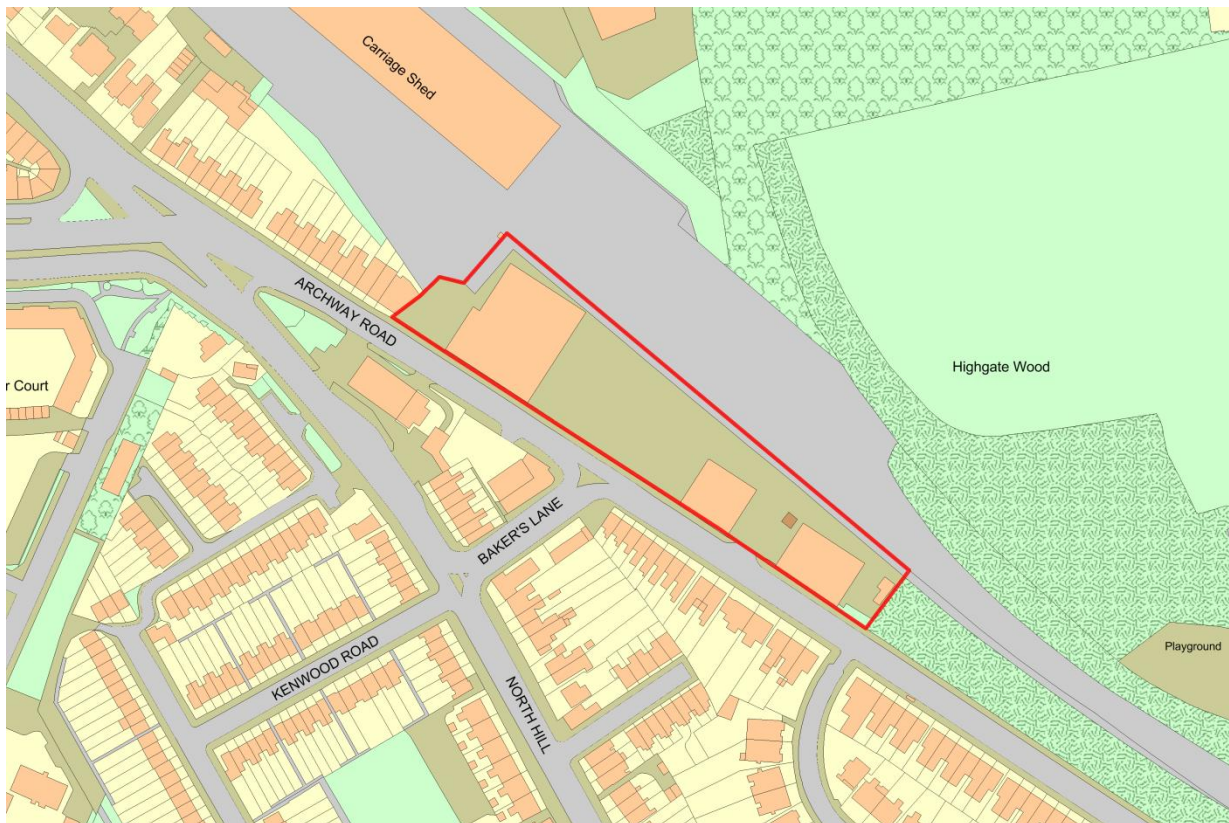 Carriage Shed
ARCHWAY ROAD
Highgate Wood
r Court
BAKER'S LANE
KENWOOD ROAD
NORTH HILL
Playground